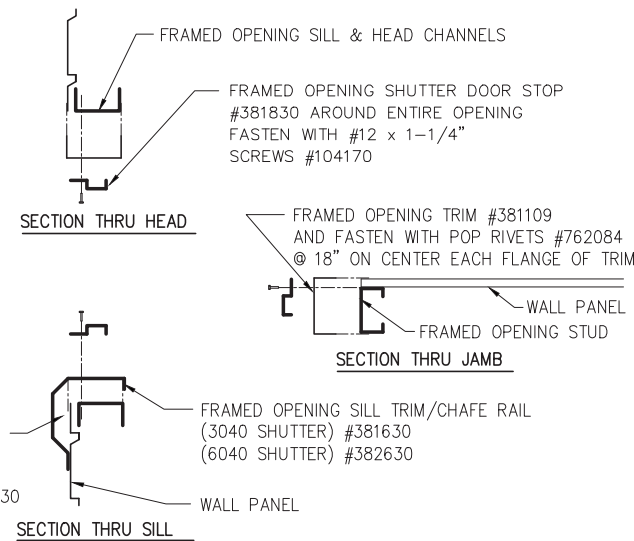 FRAMED OPENING SILL & HEAD CHANNELS
FRAMED OPENING SHUTTER DOOR STOP
#381830 AROUND ENTIRE OPENING
FASTEN WITH #12 x 1-1/4"
SCREWS #104170
SECTION THRU HEAD
FRAMED OPENING TRIM #381109
AND FASTEN WITH POP RIVETS #762084
@ 18" ON CENTER EACH FLANGE OF TRIM
WALL PANEL
FRAMED OPENING STUD
SECTION THRU JAMB
FRAMED OPENING SILL TRIM/CHAFE RAIL
(3040 SHUTTER) #381630
(6040 SHUTTER) #382630
30
WALL PANEL
SECTION THRU SILL